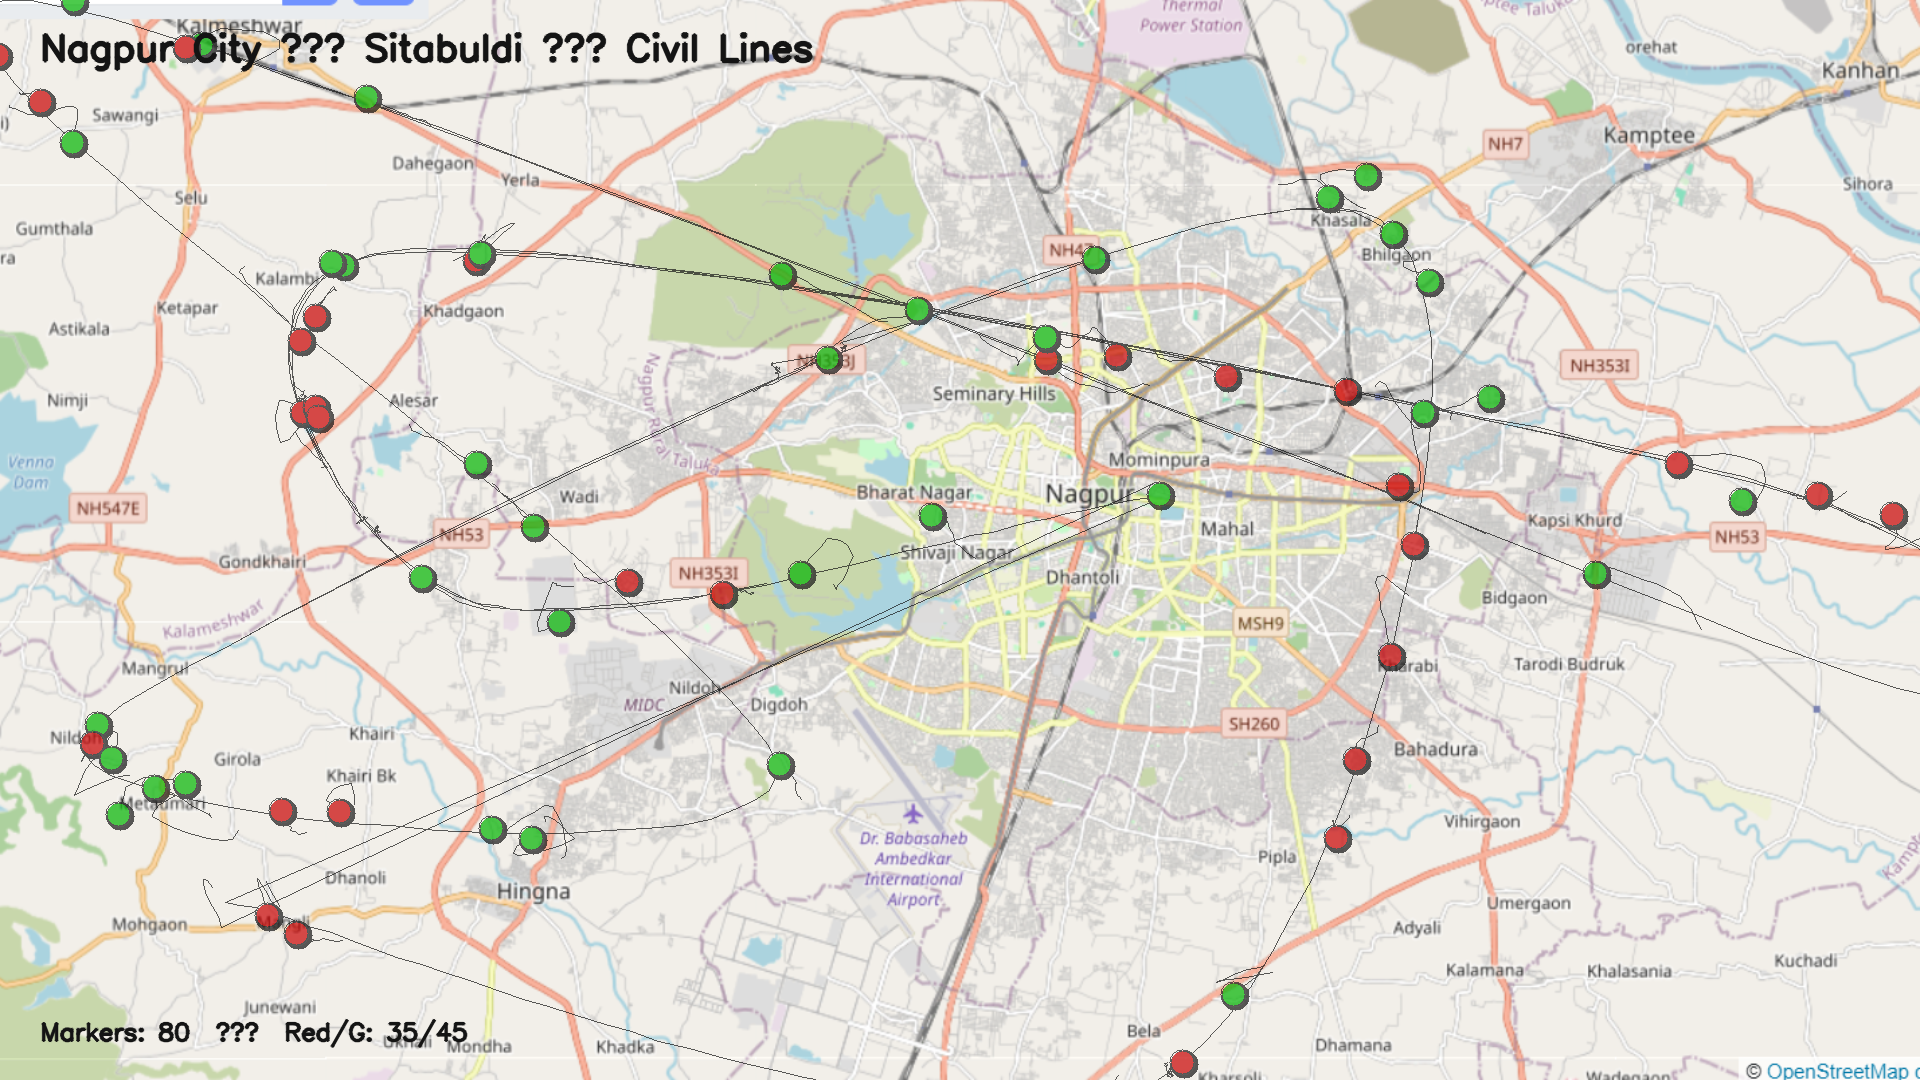 Kalmeshwar
Nagpur City ??? Sitabuldi ??? Civil Lines
Thermal
Power Station
orehat
Kanhan
Sawangi
Kamptee
NH7
Dahegaon
Yerla
Selu
Sihora
Gumthala
Khasala
NH47
Bhilgaon
Kalambi
Ketapar
Khadgaon
Astikala
NH353J
NH353I
Seminary Hills
Nimji
Alesar
Nagpur Rural Taluka
Mominpura
Venna
Dam
Wadi
Bharat Nagar
Nagpur
NH547E
Kapsi Khurd
Mahal
NH53
NH53
Shivaji Nagar
Gondkhairi
NH353I
Dhantoli
Bidgaon
Kalameshwar
MSH9
Mangrul
Kharabi
Tarodi Budruk
Nildoh
MIDC
Digdoh
SH260
Nildoh
Khairi
Bahadura
Girola
Khairi Bk
Metaumari
Vihirgaon
Dr. Babasaheb
Ambedkar
International
Airport
Pipla
Dhanoli
Hingna
Umergaon
Mohgaon
Adyali
Kalamana
Khalasania
Kuchadi
Junewani
Bela
Markers: 80 ??? Red/G: 35/45
Mondha
Khadka
Dhamana
Kharsoli
Wadegaon
© OpenStreetMap c